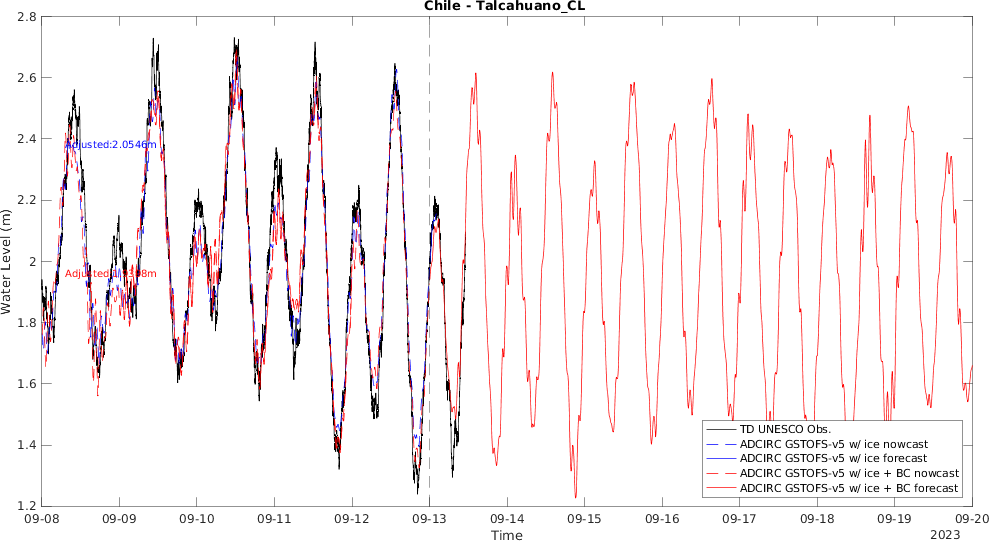 Chile - Talcahuano_CL
2.8
2.6
2.4
2.2
2
1.8
1.6
1.4
1.2
Water Level (m)
Adjusted:2.0546m
TD UNESCO Obs.
ADCIRC GSTOFS-v5 w/ ice nowcast
ADCIRC GSTOFS-v5 w/ ice forecast
ADCIRC GSTOFS-v5 w/ ice + BC nowcast
ADCIRC GSTOFS-v5 w/ ice + BC forecast
09-08 09-09 09-10 09-11 09-12 09-13 09-14 09-15 09-16 09-17 09-18 09-19 09-20
Time
2023